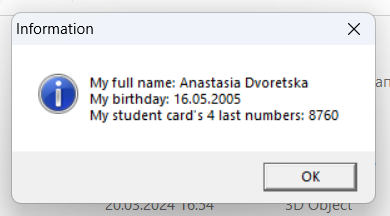 Information
My full name: Anastasia Dvoretska
My birthday: 16.05.2005
My student card's 4 last numbers: 8760
OK
20.03.2024 16:54
3D Object